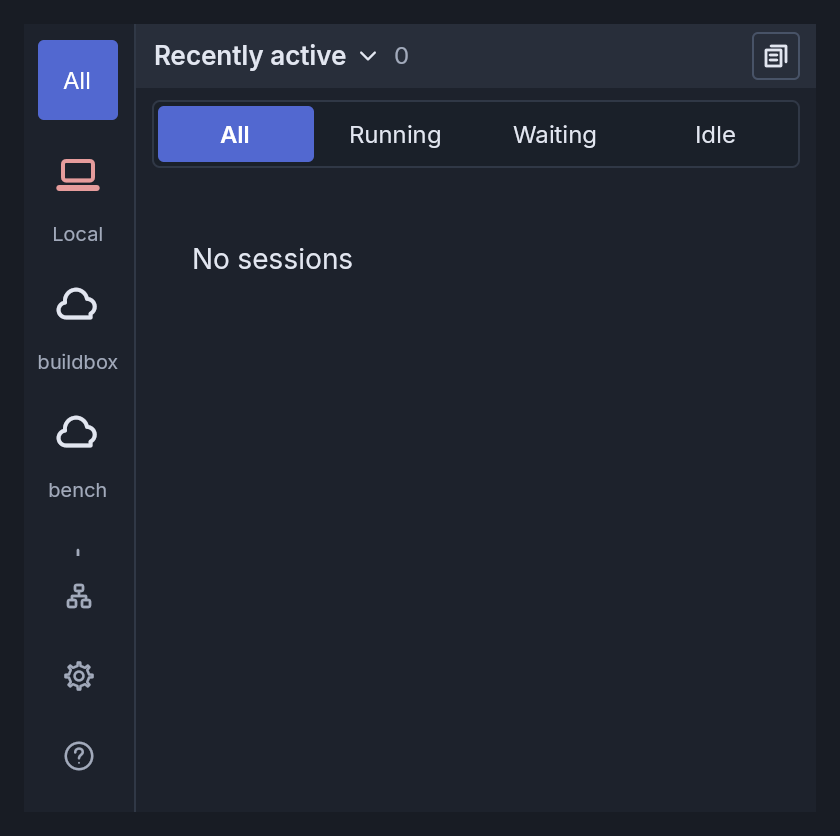 All
Local
buildbox
bench
Recently active 0
All Running Waiting Idle
No sessions